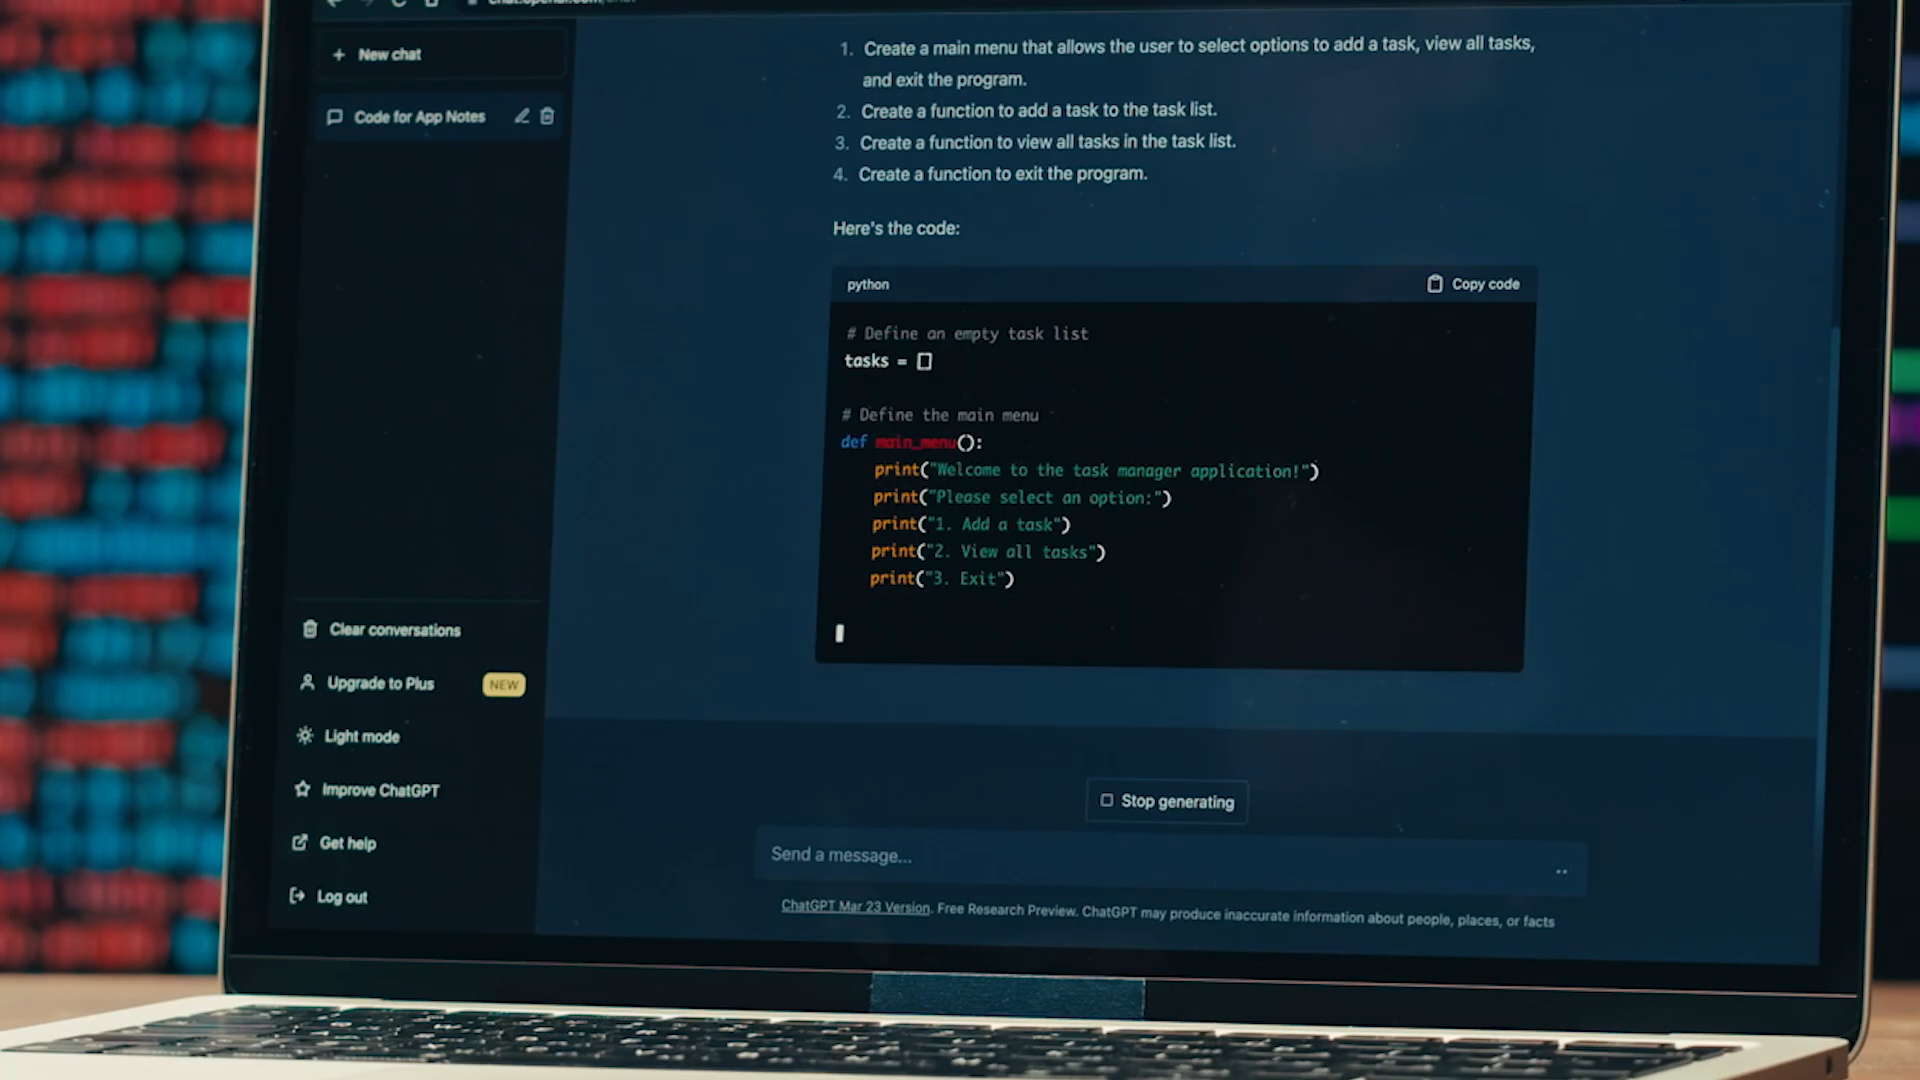 New chat
Code for App Notes
Clear conversations
Upgrade to Plus NEW
Light mode
Improve ChatGPT
Get help
Log out
1. Create a main menu that allows the user to select options to add a task, view all tasks,
and exit the program.
2. Create a function to add a task to the task list.
3. Create a function to view all tasks in the task list.
4. Create a function to exit the program.
Here's the code:
python Copy code
# Define an empty task list
tasks = []
# Define the main menu
def main_menu():
print("Welcome to the task manager application!")
print("Please select an option:")
print("1. Add a task")
print("2. View all tasks")
print("3. Exit")
Stop generating
Send a message...
ChatGPT Mar 23 Version. Free Research Preview. ChatGPT may produce inaccurate information about people, places, or facts